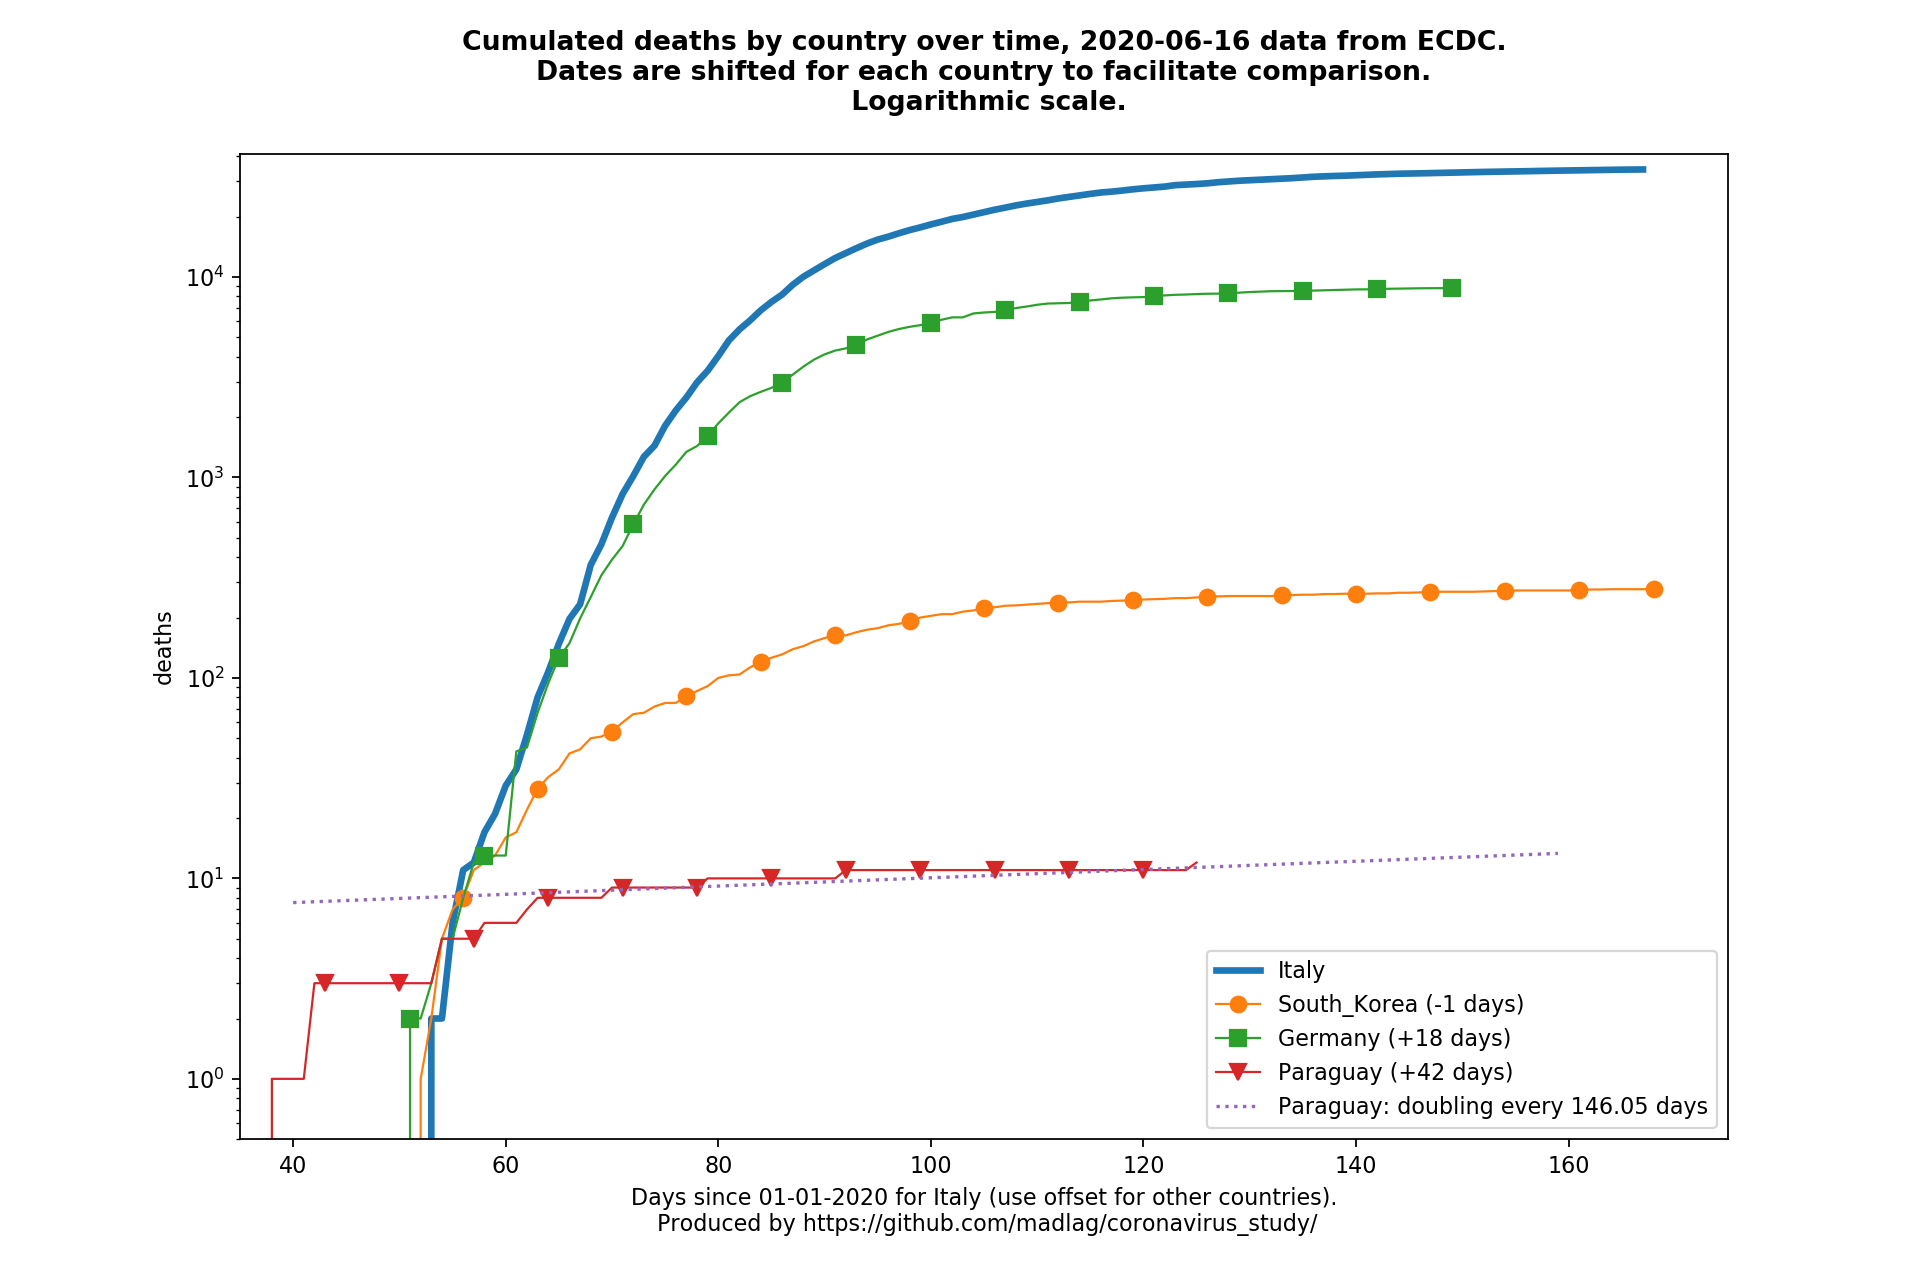 Cumulated deaths by country over time, 2020-06-16 data from ECDC.
Dates are shifted for each country to facilitate comparison.
Logarithmic scale.
deaths
10^4
10^3
10^2
10^1
10^0
40 60 80 100 120 140 160
Italy
South_Korea (-1 days)
Germany (+18 days)
Paraguay (+42 days)
Paraguay: doubling every 146.05 days
Days since 01-01-2020 for Italy (use offset for other countries).
Produced by https://github.com/madlag/coronavirus_study/